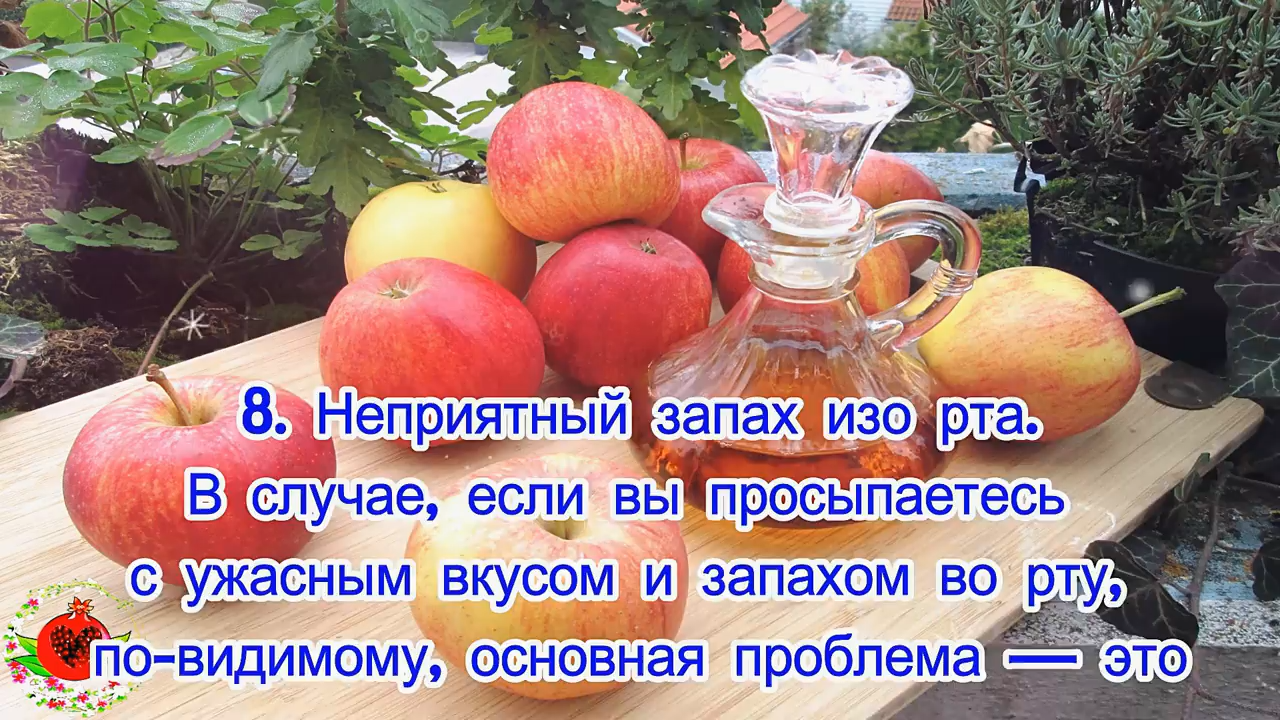 8. Неприятный запах изо рта.
В случае, если вы просыпаетесь
с ужасным вкусом и запахом во рту,
по-видимому, основная проблема — это